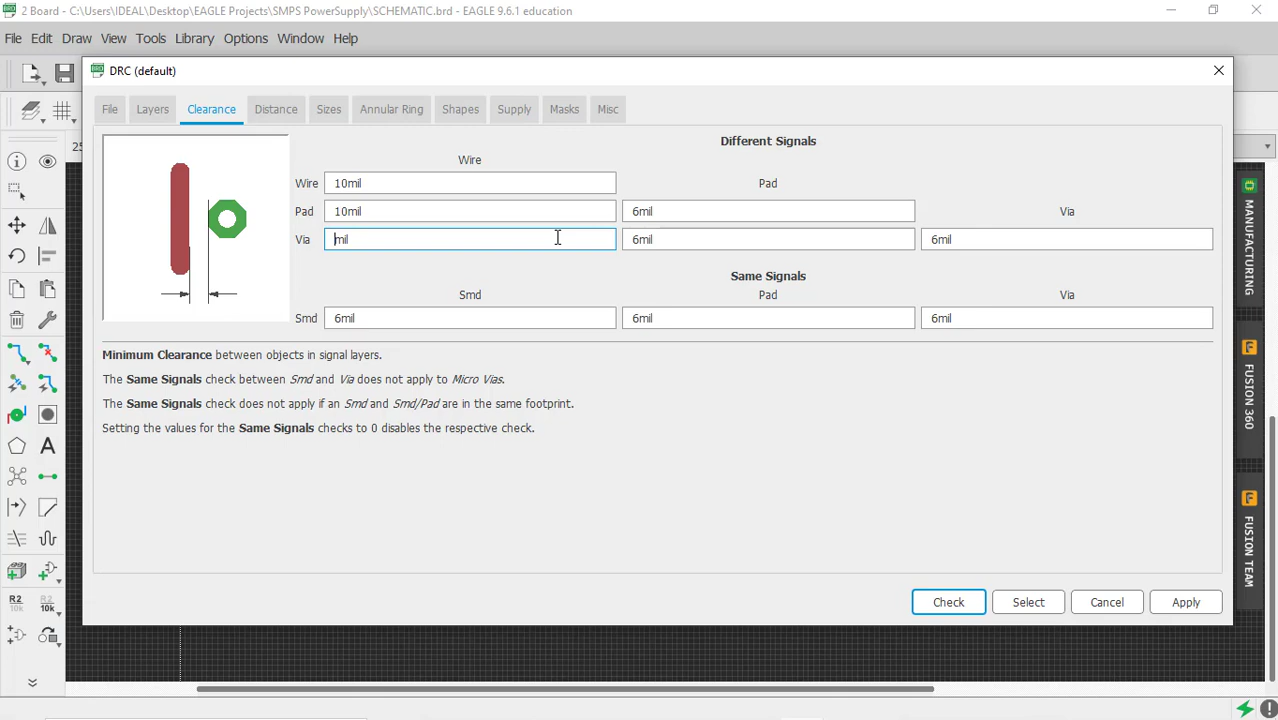 2 Board - C:\Users\IDEAL\Desktop\EAGLE Projects\SMPS PowerSupply\SCHEMATIC.brd - EAGLE 9.6.1 education
File Edit Draw View Tools Library Options Window Help
DRC (default)
File Layers Clearance Distance Sizes Annular Ring Shapes Supply Masks Misc
Different Signals
Wire
Wire 10mil Pad
Pad 10mil 6mil Via
Via mil 6mil 6mil
Same Signals
Smd Pad Via
Smd 6mil 6mil 6mil
Minimum Clearance between objects in signal layers.
The Same Signals check between Smd and Via does not apply to Micro Vias.
The Same Signals check does not apply if an Smd and Smd/Pad are in the same footprint.
Setting the values for the Same Signals checks to 0 disables the respective check.
Check Select Cancel Apply
25
MANUFACTURING
FUSION 360
FUSION TEAM
R2
10k
R2
10k